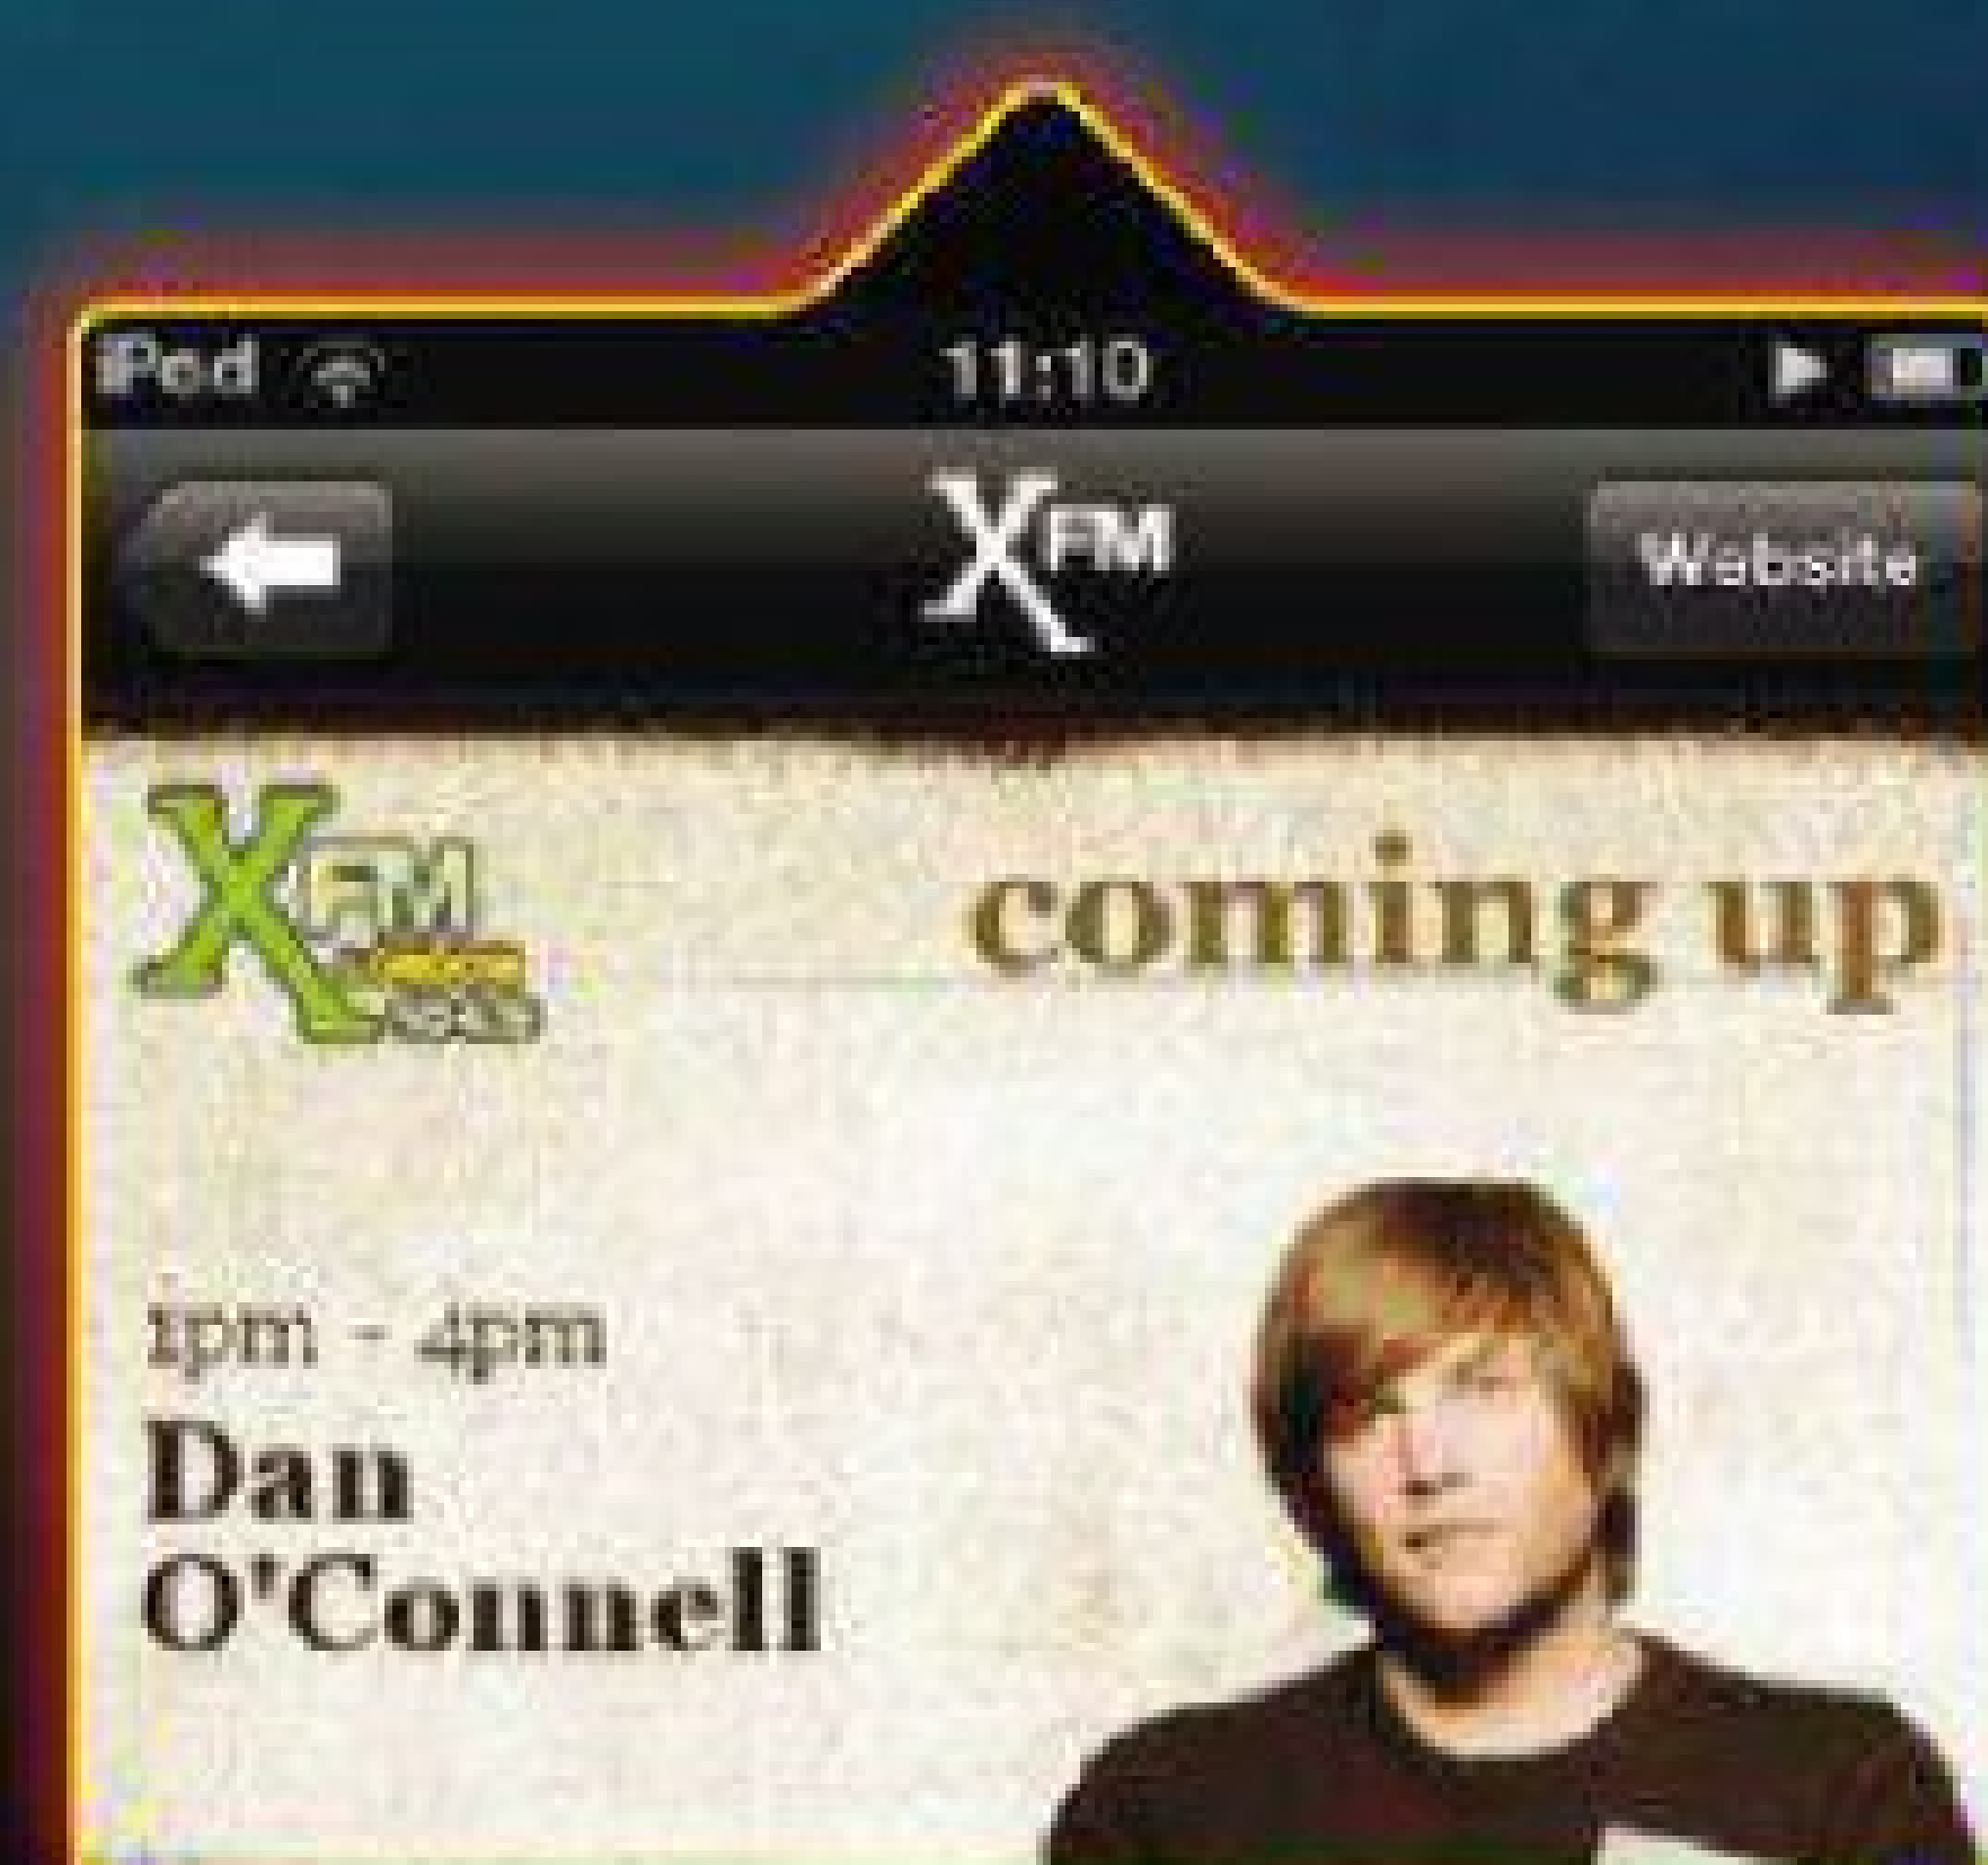 iPod 11:10
XFM Website
XFM
coming up
1pm - 4pm
Dan
O'Connell